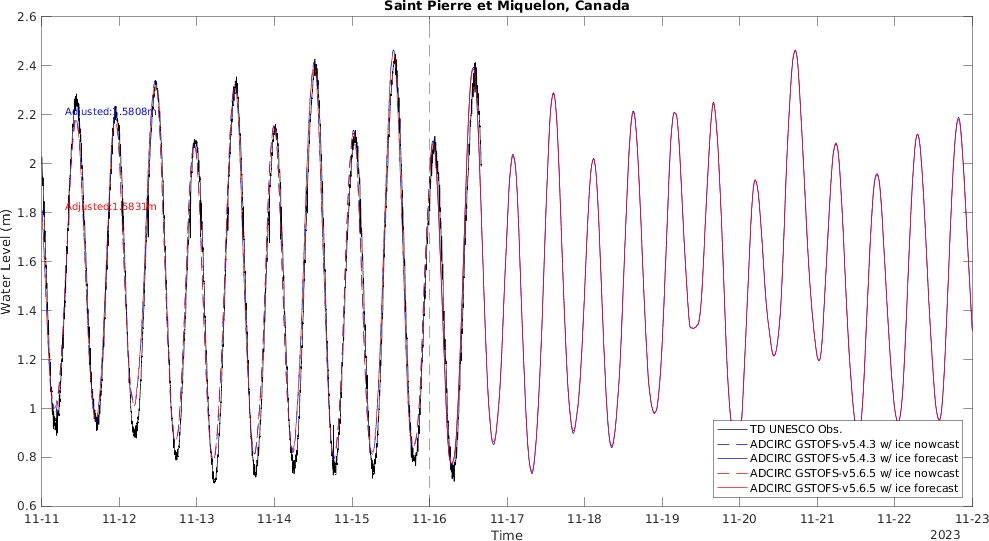 Saint Pierre et Miquelon, Canada
2.6
2.4
2.2
2
1.8
1.6
1.4
1.2
1
0.8
0.6
Water Level (m)
Adjusted:1.5808m
Adjusted:1.5831m
TD UNESCO Obs.
ADCIRC GSTOFS-v5.4.3 w/ ice nowcast
ADCIRC GSTOFS-v5.4.3 w/ ice forecast
ADCIRC GSTOFS-v5.6.5 w/ ice nowcast
ADCIRC GSTOFS-v5.6.5 w/ ice forecast
11-11 11-12 11-13 11-14 11-15 11-16 11-17 11-18 11-19 11-20 11-21 11-22 11-23
Time
2023